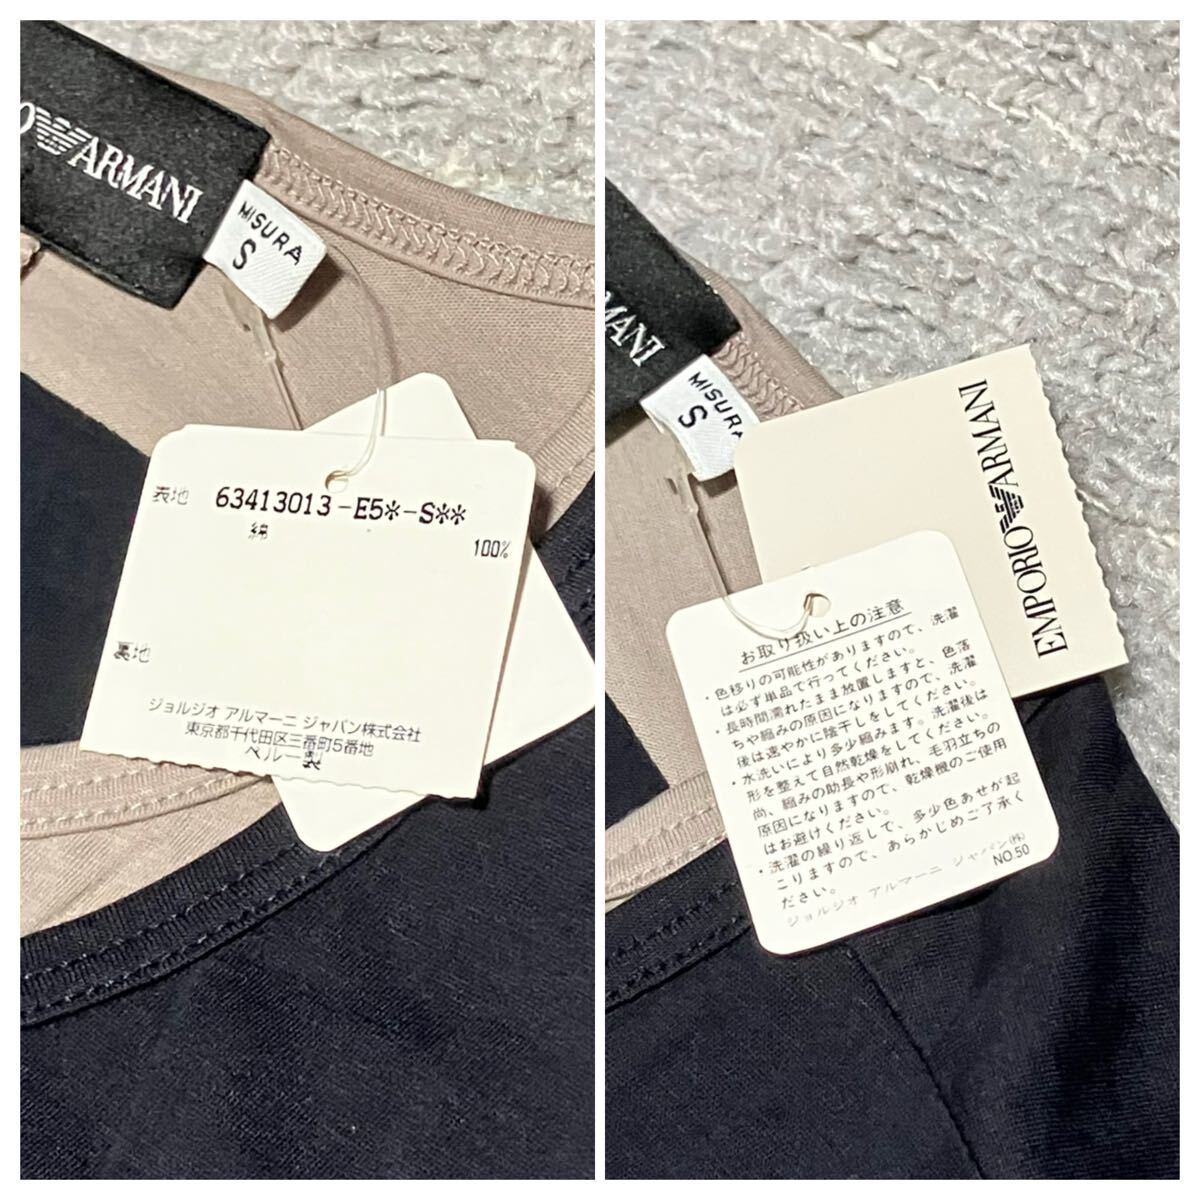 O ARMANI
MISURA
S
表地 63413013-E5*-S**
綿
100%
裏地
ジョルジオ アルマーニ ジャパン株式会社
東京都千代田区三番町5番地
ペルー製
MANI
MISURA
S
EMPORIO ARMANI
お取り扱い上の注意
・色移りの可能性がありますので、洗濯
は必ず単品で行ってください。
・長時間濡れたまま放置しますと、色落
ちや縮みの原因になりますので、洗濯
後は速やかに陰干しをしてください。
・水洗いにより多少縮みます。洗濯後は
形を整えて自然乾燥をしてください。
尚、縮みの助長や形崩れ、毛羽立ちの
原因になりますので、乾燥機のご使用
はお避けください。
・洗濯の繰り返しで、多少色あせが起
こりますので、あらかじめご了承く
ださい。
ジョルジオ アルマーニ ジャパン㈱
NO.50